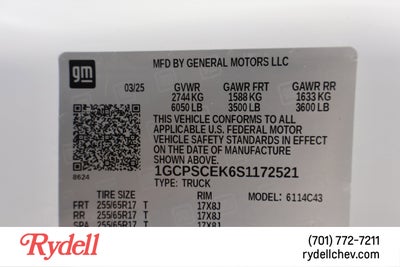 gm
MFD BY GENERAL MOTORS LLC
03/25 GVWR GAWR FRT GAWR RR
2744 KG 1588 KG 1633 KG
6050 LB 3500 LB 3600 LB
THIS VEHICLE CONFORMS TO ALL
APPLICABLE U.S. FEDERAL MOTOR
VEHICLE SAFETY STANDARDS IN EFFECT
ON THE DATE OF MANUFACTURE
SHOWN ABOVE.
1GCPSCEK6S1172521
8624 TYPE: TRUCK
TIRE SIZE RIM MODEL: 6114C43
FRT 255/65R17 T 17X8J
RR 255/65R17 T 17X8J
Rydell
(701) 772-7211
rydellchev.com